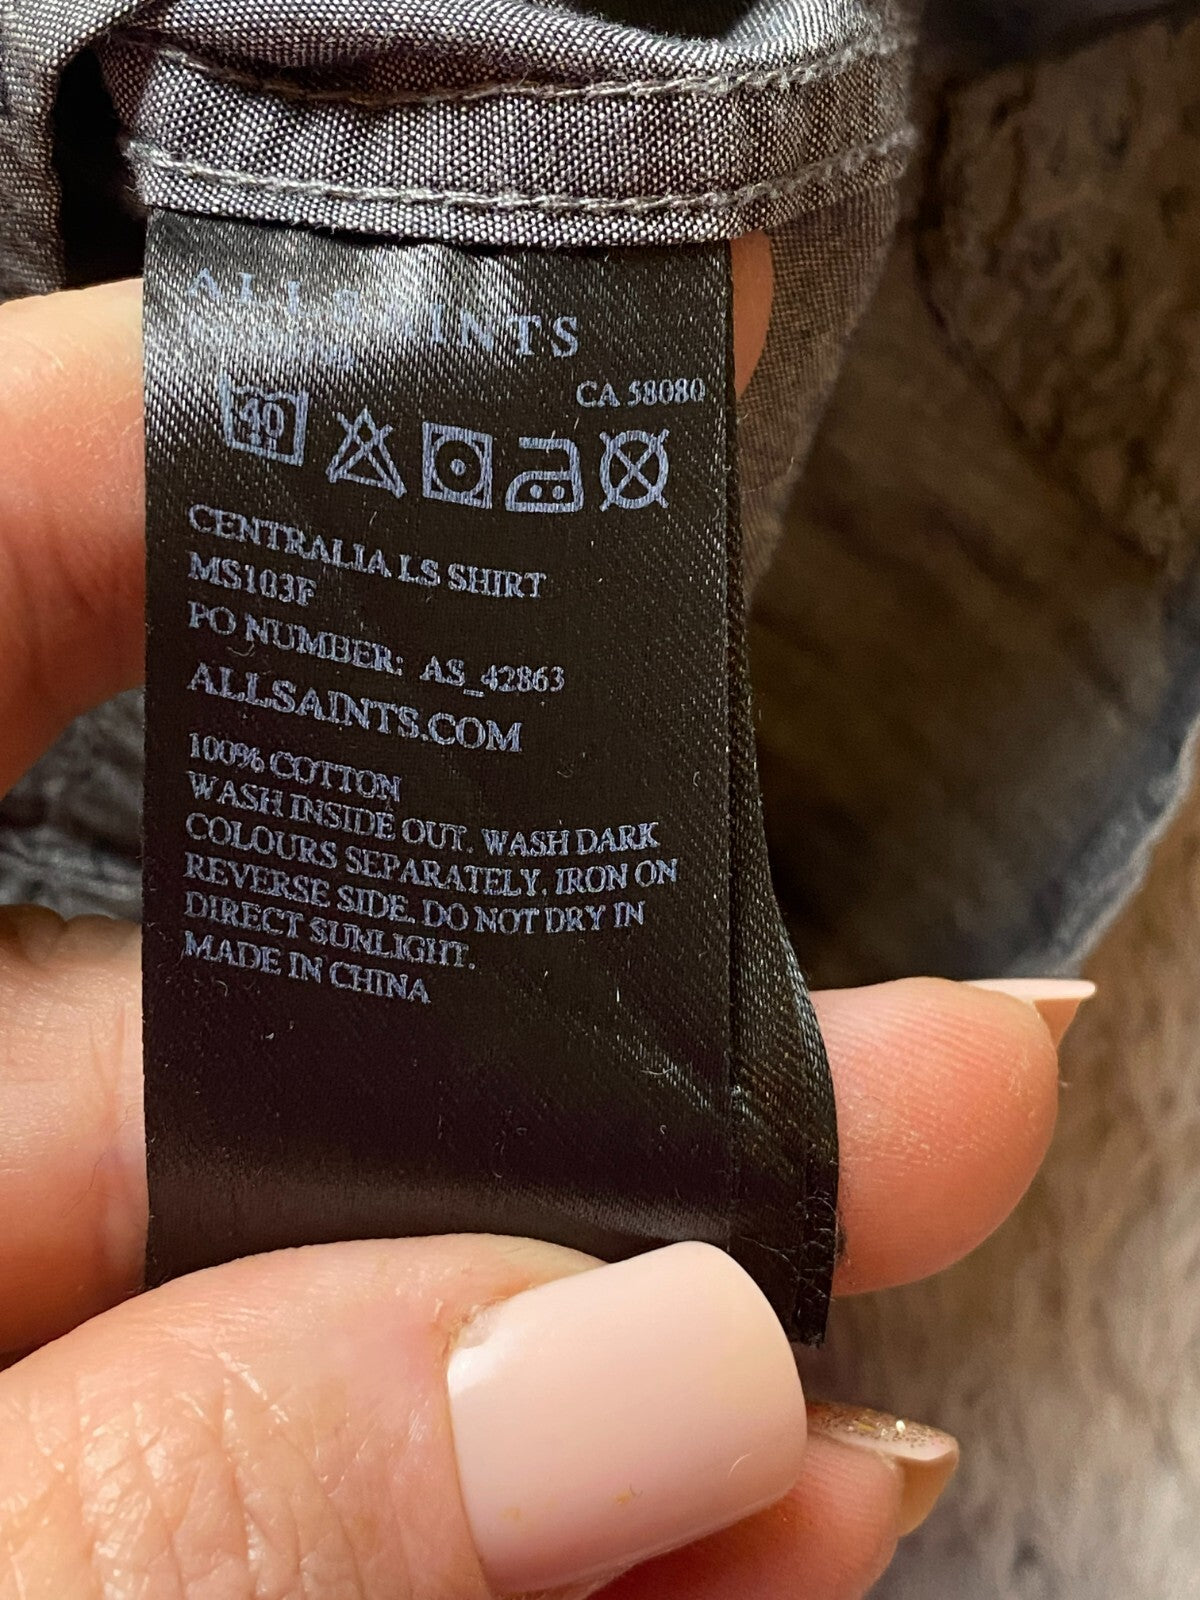 ALLSAINTS
CA 58080
40
CENTRALIA LS SHIRT
MS103F
PO NUMBER: AS_42863
ALLSAINTS.COM
100% COTTON
WASH INSIDE OUT. WASH DARK
COLOURS SEPARATELY. IRON ON
REVERSE SIDE. DO NOT DRY IN
DIRECT SUNLIGHT.
MADE IN CHINA